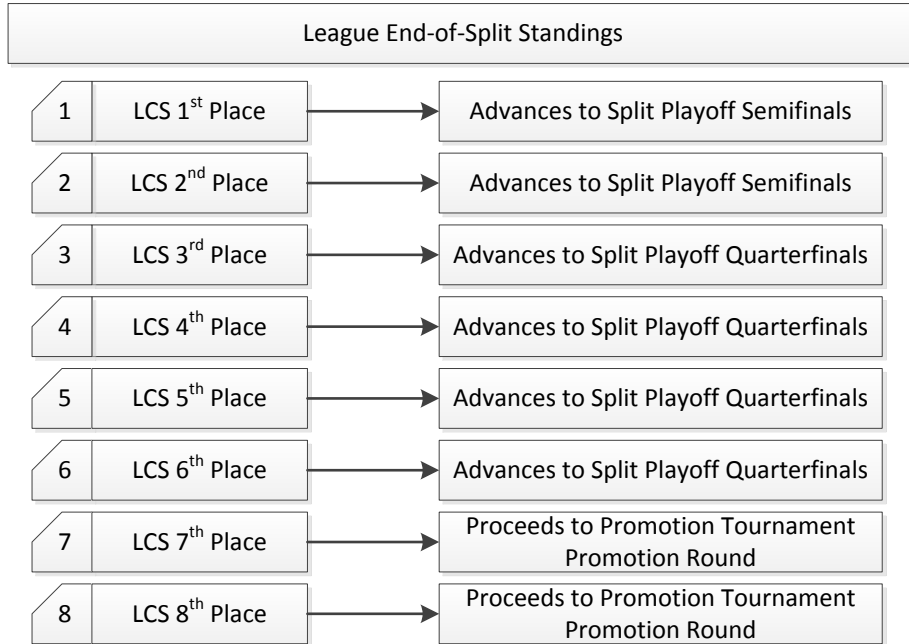 League End-of-Split Standings
1 LCS 1st Place Advances to Split Playoff Semifinals
2 LCS 2nd Place Advances to Split Playoff Semifinals
3 LCS 3rd Place Advances to Split Playoff Quarterfinals
4 LCS 4th Place Advances to Split Playoff Quarterfinals
5 LCS 5th Place Advances to Split Playoff Quarterfinals
6 LCS 6th Place Advances to Split Playoff Quarterfinals
7 LCS 7th Place Proceeds to Promotion Tournament
Promotion Round
8 LCS 8th Place Proceeds to Promotion Tournament
Promotion Round